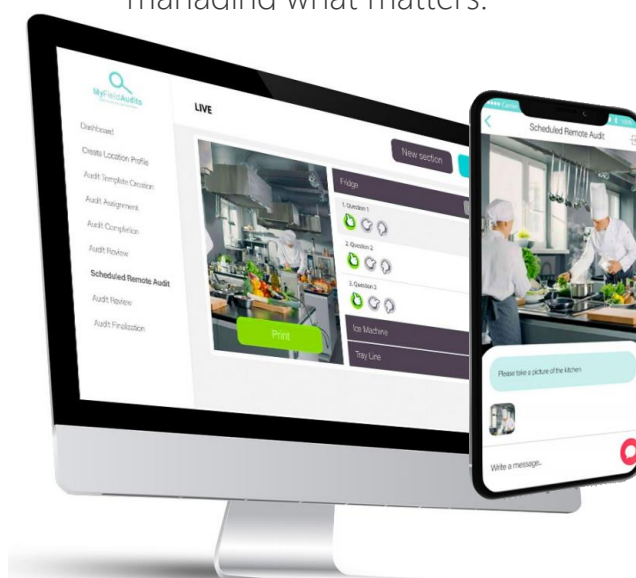 managing what matters.
MyFieldAudits
Dashboard
Create Location Profile
Audit Template Creation
Audit Assignment
Audit Completion
Audit Review
Scheduled Remote Audit
Audit Review
Audit Finalization
LIVE
New section
Print
Fridge
1. Question 1
2. Question 2
3. Question 3
Ice Machine
Tray Line
Carrier
100%
Scheduled Remote Audit
Please take a picture of the kitchen
Write a message..